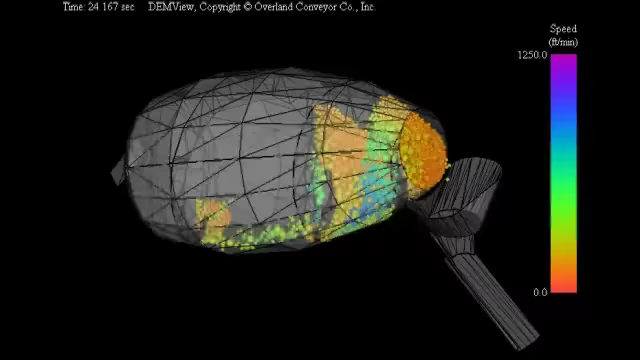 Time: 24.167 sec DEMView, Copyright © Overland Conveyor Co., Inc.
Speed
(ft/min)
1250.0
0.0